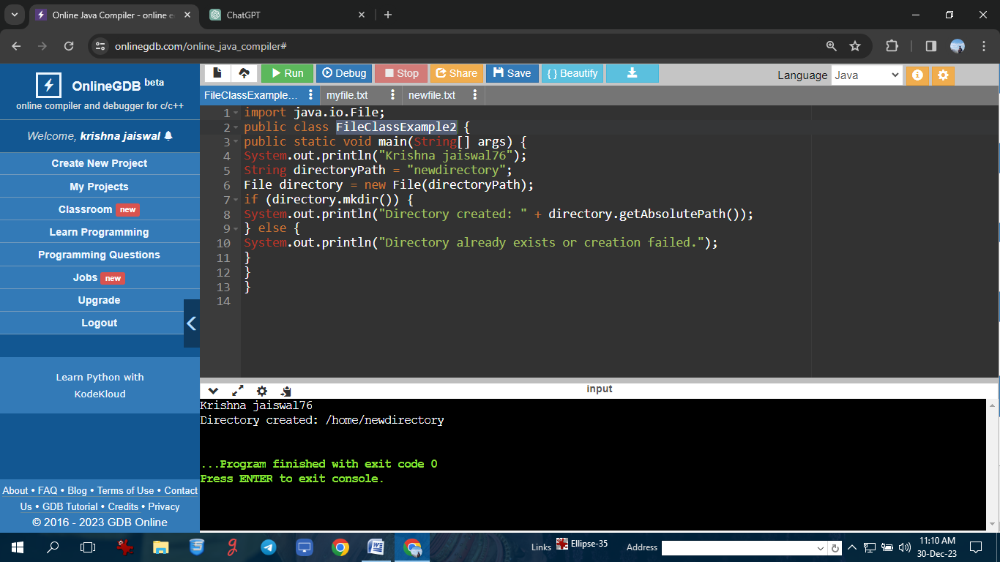 Online Java Compiler - online e
ChatGPT
onlinegdb.com/online_java_compiler#
OnlineGDB beta
online compiler and debugger for c/c++
Welcome, krishna jaiswal
Create New Project
My Projects
Classroom new
Learn Programming
Programming Questions
Jobs new
Upgrade
Logout
Learn Python with
KodeKloud
About • FAQ • Blog • Terms of Use • Contact
Us • GDB Tutorial • Credits • Privacy
© 2016 - 2023 GDB Online
Run Debug Stop Share Save { } Beautify Language Java
FileClassExample... myfile.txt newfile.txt
1 import java.io.File;
2 public class FileClassExample2 {
3 public static void main(String[] args) {
4 System.out.println("Krishna jaiswal76");
5 String directoryPath = "newdirectory";
6 File directory = new File(directoryPath);
7 if (directory.mkdir()) {
8 System.out.println("Directory created: " + directory.getAbsolutePath());
9 } else {
10 System.out.println("Directory already exists or creation failed.");
11 }
12 }
13 }
14
input
Krishna jaiswal76
Directory created: /home/newdirectory
...Program finished with exit code 0
Press ENTER to exit console.
Links Ellipse-35 Address
11:10 AM
30-Dec-23